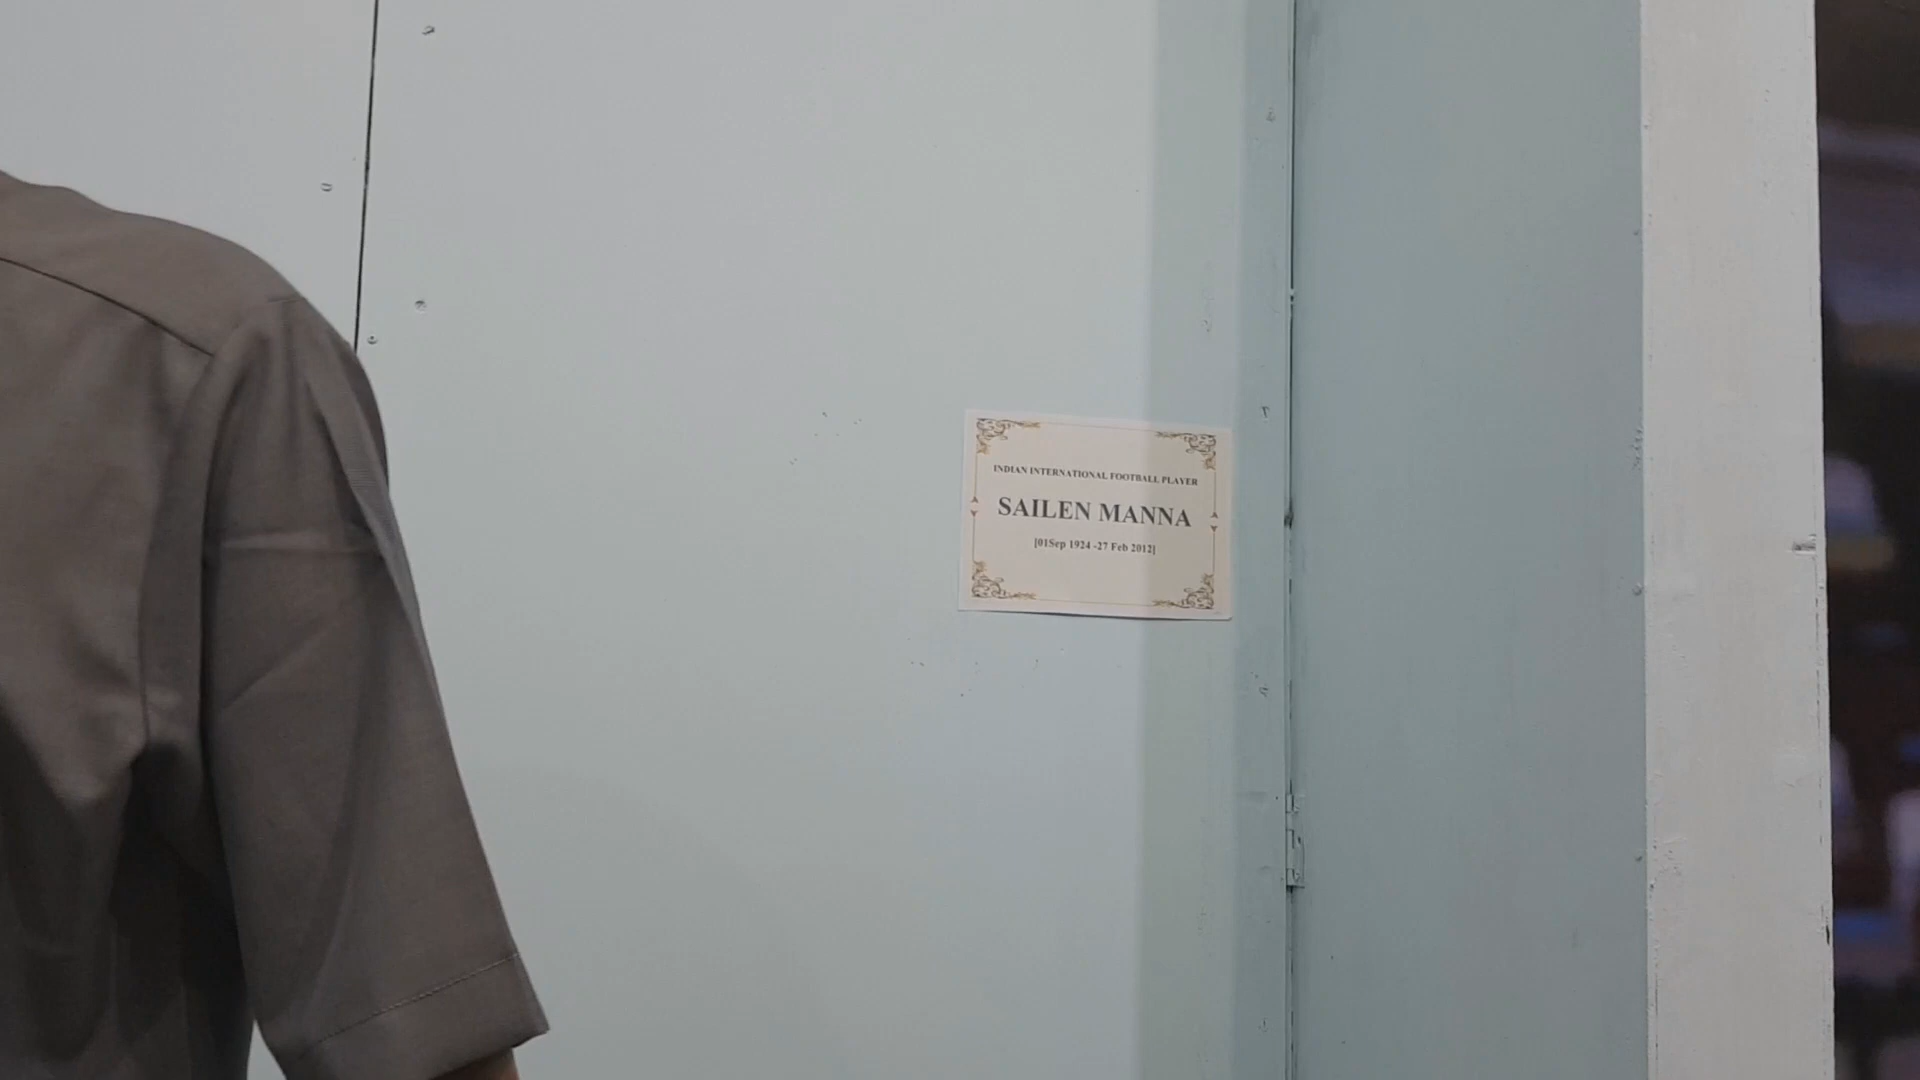 INDIAN INTERNATIONAL FOOTBALL PLAYER
SAILEN MANNA
[01Sep 1924 -27 Feb 2012]